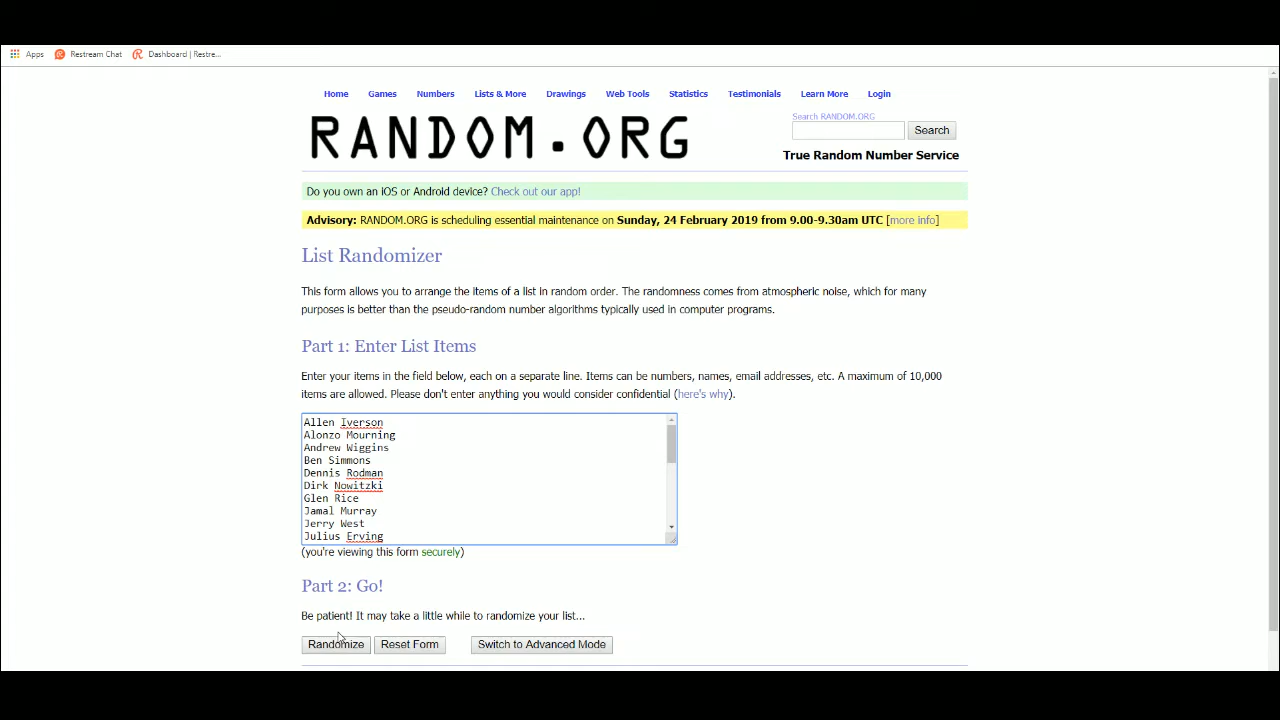 Apps Restream Chat Dashboard | Restre...
Home Games Numbers Lists & More Drawings Web Tools Statistics Testimonials Learn More Login
RANDOM.ORG
Search RANDOM.ORG
Search
True Random Number Service
Do you own an iOS or Android device? Check out our app!
Advisory: RANDOM.ORG is scheduling essential maintenance on Sunday, 24 February 2019 from 9.00-9.30am UTC [more info]
List Randomizer
This form allows you to arrange the items of a list in random order. The randomness comes from atmospheric noise, which for many
purposes is better than the pseudo-random number algorithms typically used in computer programs.
Part 1: Enter List Items
Enter your items in the field below, each on a separate line. Items can be numbers, names, email addresses, etc. A maximum of 10,000
items are allowed. Please don't enter anything you would consider confidential (here's why).
Allen Iverson
Alonzo Mourning
Andrew Wiggins
Ben Simmons
Dennis Rodman
Dirk Nowitzki
Glen Rice
Jamal Murray
Jerry West
Julius Erving
(you're viewing this form securely)
Part 2: Go!
Be patient! It may take a little while to randomize your list...
Randomize Reset Form Switch to Advanced Mode